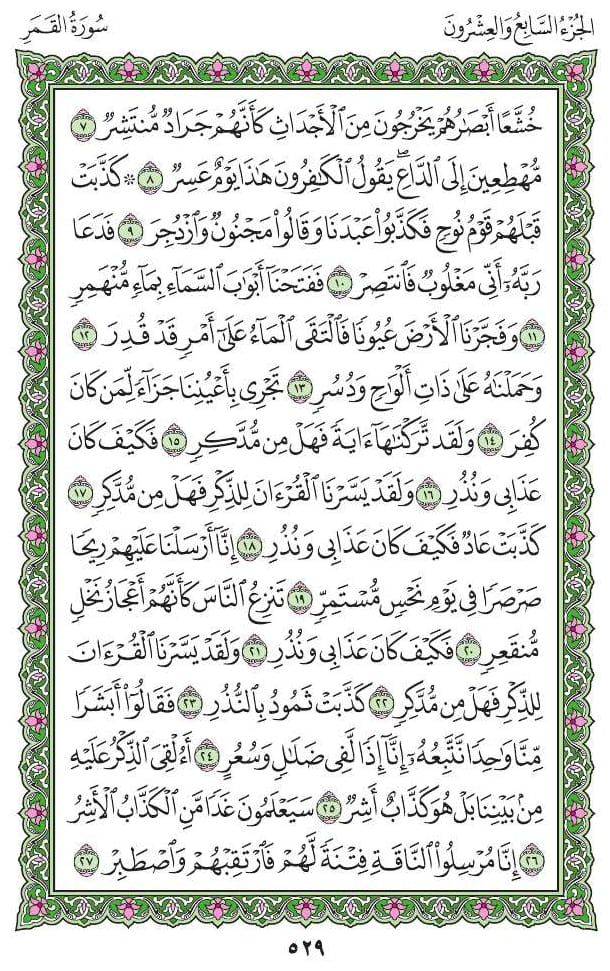 الجزء السابع والعشرون
سورة القمر
خُشَّعًا أَبْصَٰرُهُمْ يَخْرُجُونَ مِنَ ٱلْأَجْدَاثِ كَأَنَّهُمْ جَرَادٌ مُّنتَشِرٌ ٧
مُّهْطِعِينَ إِلَى ٱلدَّاعِ ۖ يَقُولُ ٱلْكَٰفِرُونَ هَٰذَا يَوْمٌ عَسِرٌ ٨ ۞ كَذَّبَتْ
قَبْلَهُمْ قَوْمُ نُوحٍ فَكَذَّبُوا۟ عَبْدَنَا وَقَالُوا۟ مَجْنُونٌ وَٱزْدُجِرَ ٩ فَدَعَا
رَبَّهُۥٓ أَنِّى مَغْلُوبٌ فَٱنتَصِرْ ١٠ فَفَتَحْنَآ أَبْوَٰبَ ٱلسَّمَآءِ بِمَآءٍ مُّنْهَمِرٍ
١١ وَفَجَّرْنَا ٱلْأَرْضَ عُيُونًا فَٱلْتَقَى ٱلْمَآءُ عَلَىٰٓ أَمْرٍ قَدْ قُدِرَ ١٢
وَحَمَلْنَٰهُ عَلَىٰ ذَاتِ أَلْوَٰحٍ وَدُسُرٍ ١٣ تَجْرِى بِأَعْيُنِنَا جَزَآءً لِّمَن كَانَ
كُفِرَ ١٤ وَلَقَد تَّرَكْنَٰهَآ ءَايَةً فَهَلْ مِن مُّدَّكِرٍ ١٥ فَكَيْفَ كَانَ
عَذَابِى وَنُذُرِ ١٦ وَلَقَدْ يَسَّرْنَا ٱلْقُرْءَانَ لِلذِّكْرِ فَهَلْ مِن مُّدَّكِرٍ ١٧
كَذَّبَتْ عَادٌ فَكَيْفَ كَانَ عَذَابِى وَنُذُرِ ١٨ إِنَّآ أَرْسَلْنَا عَلَيْهِمْ رِيحًا
صَرْصَرًا فِى يَوْمِ نَحْسٍ مُّسْتَمِرٍّ ١٩ تَنزِعُ ٱلنَّاسَ كَأَنَّهُمْ أَعْجَازُ نَخْلٍ
مُّنقَعِرٍ ٢٠ فَكَيْفَ كَانَ عَذَابِى وَنُذُرِ ٢١ وَلَقَدْ يَسَّرْنَا ٱلْقُرْءَانَ
لِلذِّكْرِ فَهَلْ مِن مُّدَّكِرٍ ٢٢ كَذَّبَتْ ثَمُودُ بِٱلنُّذُرِ ٢٣ فَقَالُوٓا۟ أَبَشَرًا
مِّنَّا وَٰحِدًا نَّتَّبِعُهُۥٓ إِنَّآ إِذًا لَّفِى ضَلَٰلٍ وَسُعُرٍ ٢٤ أَءُلْقِىَ ٱلذِّكْرُ عَلَيْهِ
مِنۢ بَيْنِنَا بَلْ هُوَ كَذَّابٌ أَشِرٌ ٢٥ سَيَعْلَمُونَ غَدًا مَّنِ ٱلْكَذَّابُ ٱلْأَشِرُ
٢٦ إِنَّا مُرْسِلُوا۟ ٱلنَّاقَةِ فِتْنَةً لَّهُمْ فَٱرْتَقِبْهُمْ وَٱصْطَبِرْ ٢٧
٥٢٩